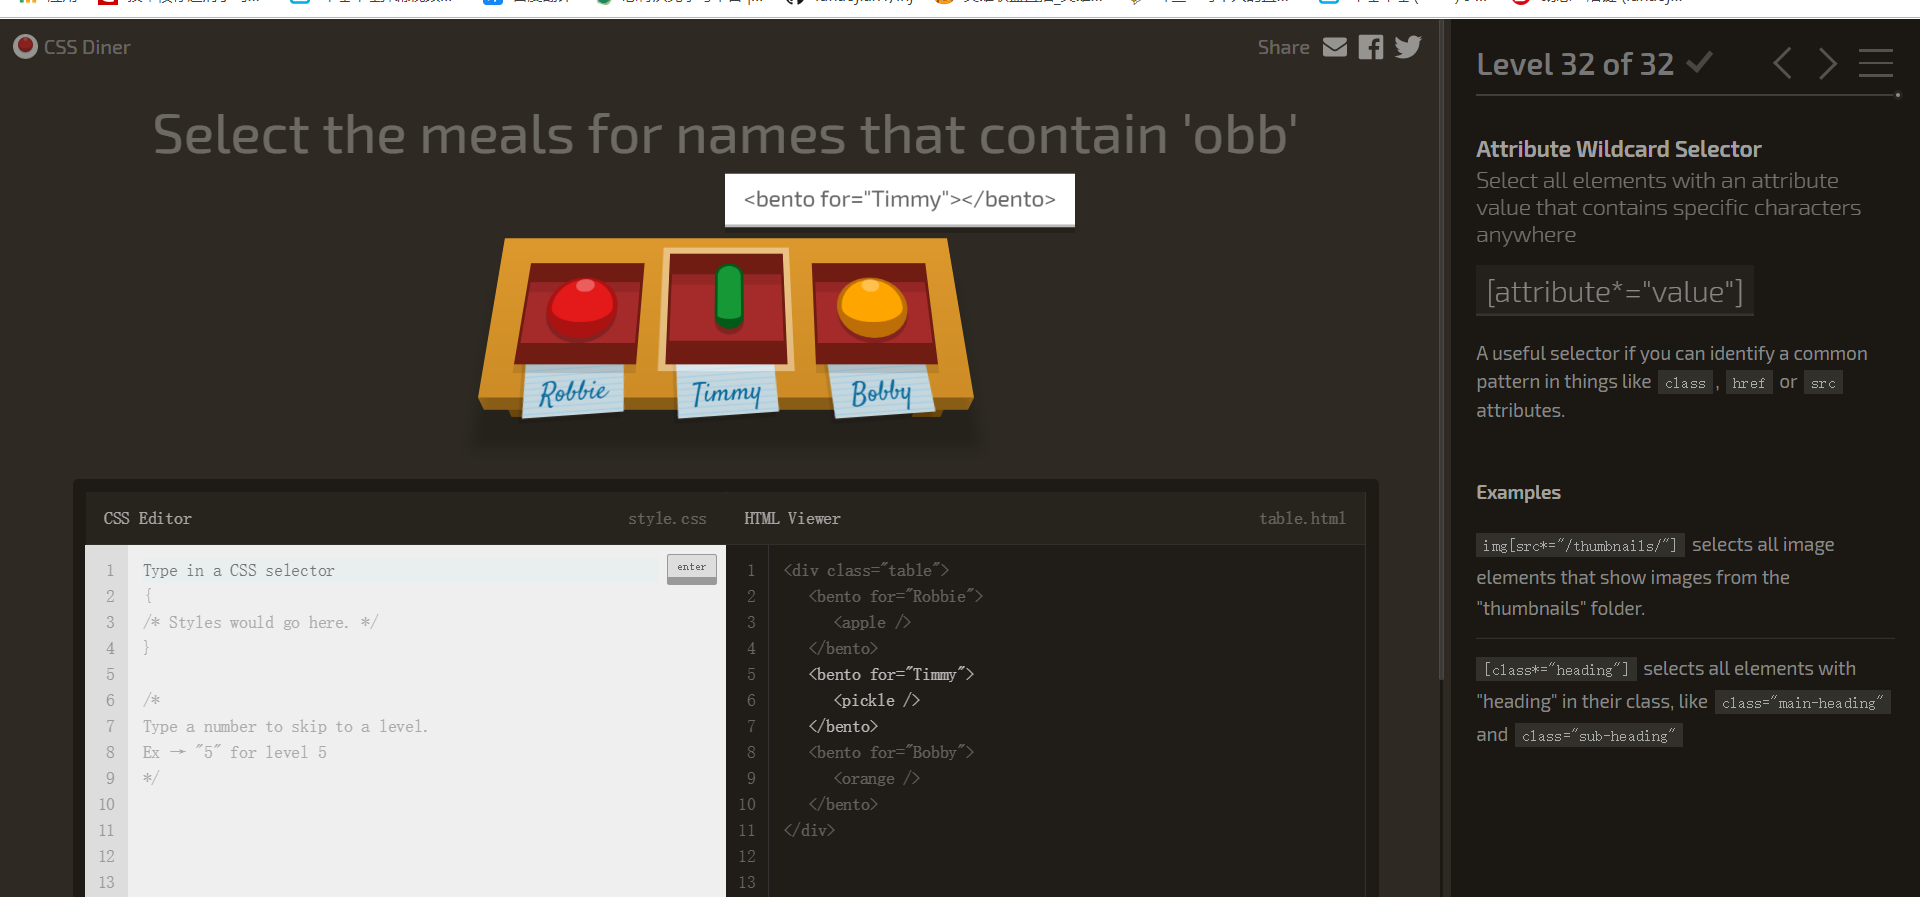 CSS Diner
Share
Select the meals for names that contain 'obb'
<bento for="Timmy"></bento>
Robbie
Timmy
Bobby
CSS Editor
style.css
HTML Viewer
table.html
1
2
3
4
5
6
7
8
9
10
11
12
13
Type in a CSS selector
enter
{
/* Styles would go here. */
}
/*
Type a number to skip to a level.
Ex → "5" for level 5
*/
1
2
3
4
5
6
7
8
9
10
11
12
13
<div class="table">
<bento for="Robbie">
<apple />
</bento>
<bento for="Timmy">
<pickle />
</bento>
<bento for="Bobby">
<orange />
</bento>
</div>
Level 32 of 32
Attribute Wildcard Selector
Select all elements with an attribute
value that contains specific characters
anywhere
[attribute*="value"]
A useful selector if you can identify a common
pattern in things like class , href or src
attributes.
Examples
img[src*="/thumbnails/"] selects all image
elements that show images from the
"thumbnails" folder.
[class*="heading"] selects all elements with
"heading" in their class, like class="main-heading"
and class="sub-heading"